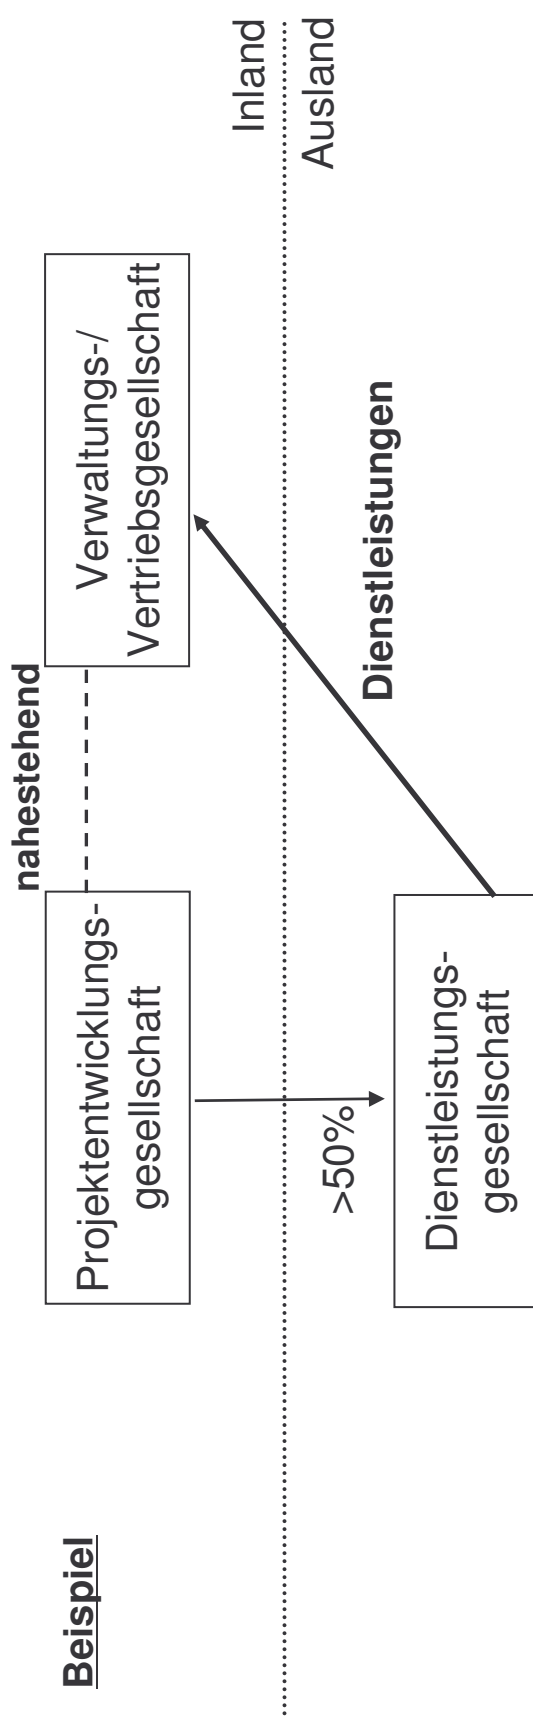 Beispiel
nahestehend
Projektentwicklungs-
gesellschaft
Verwaltungs-/
Vertriebsgesellschaft
Inland
Ausland
>50%
Dienstleistungen
Dienstleistungs-
gesellschaft